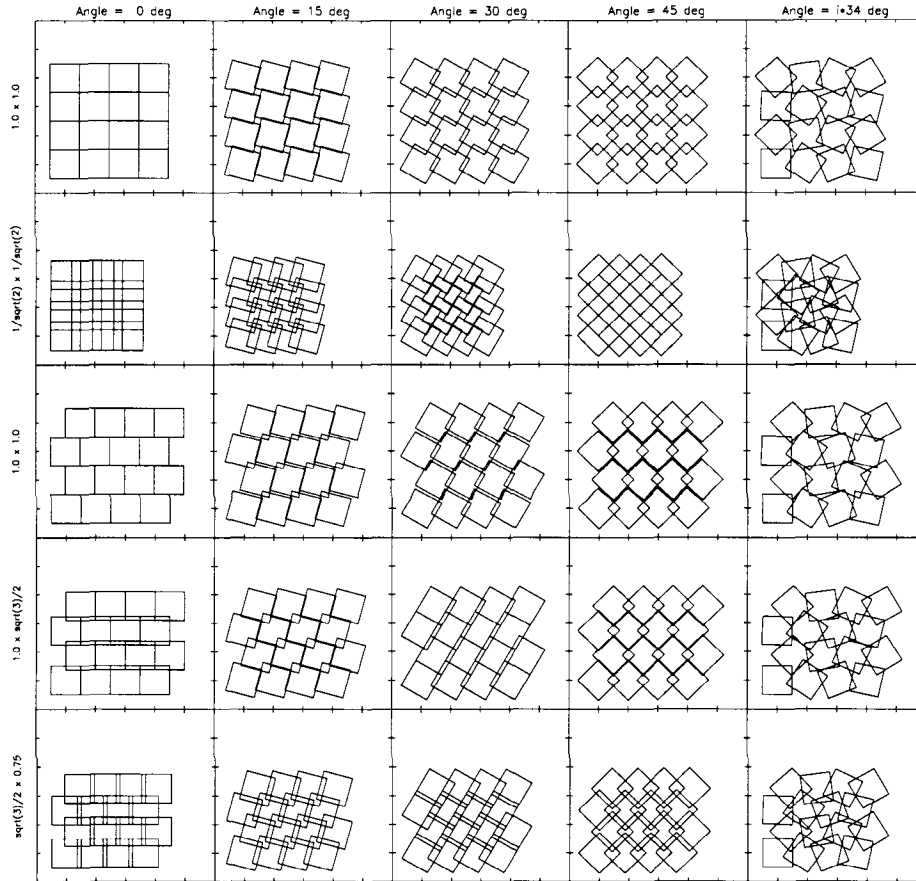 Angle = 0 deg
Angle = 15 deg
Angle = 30 deg
Angle = 45 deg
Angle = i*34 deg
1.0 x 1.0
1/sqrt(2) x 1/sqrt(2)
1.0 x 1.0
1.0 x sqrt(3)/2
sqrt(3)/2 x 0.75